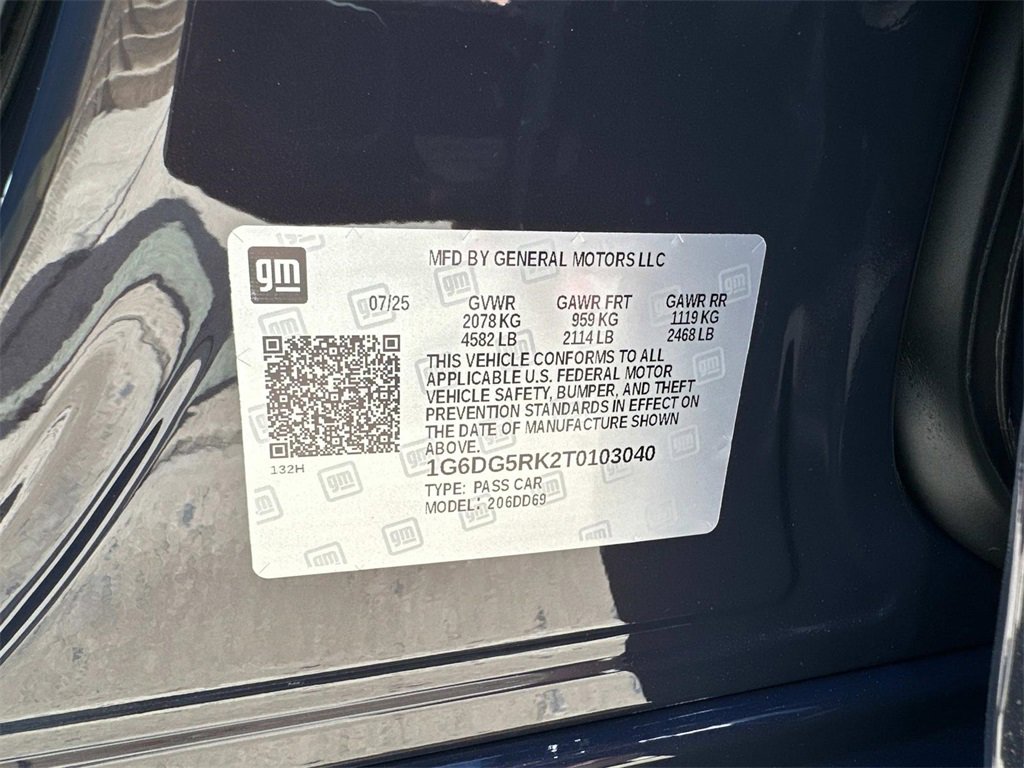 gm
MFD BY GENERAL MOTORS LLC
07/25 GVWR GAWR FRT GAWR RR
2078 KG 959 KG 1119 KG
4582 LB 2114 LB 2468 LB
THIS VEHICLE CONFORMS TO ALL
APPLICABLE U.S. FEDERAL MOTOR
VEHICLE SAFETY, BUMPER, AND THEFT
PREVENTION STANDARDS IN EFFECT ON
THE DATE OF MANUFACTURE SHOWN
ABOVE.
132H
1G6DG5RK2T0103040
TYPE: PASS CAR
MODEL: 206DD69